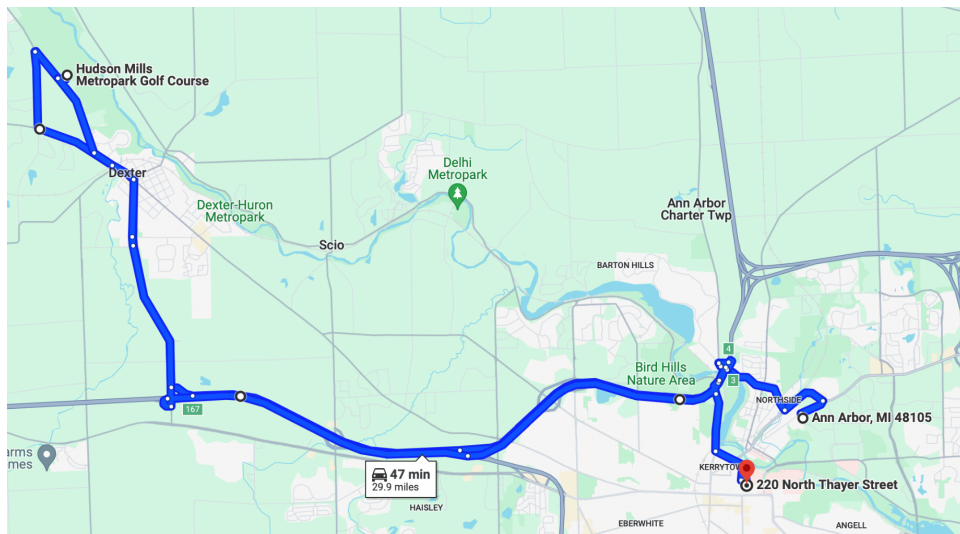 Hudson Mills
Metropark Golf Course
Dexter
Delhi
Metropark
Dexter-Huron
Metropark
Ann Arbor
Charter Twp
Scio
BARTON HILLS
4
Bird Hills
Nature Area
3
NORTHSIDE
167
Ann Arbor, MI 48105
arms
mes
47 min
29.9 miles
KERRYTOW
220 North Thayer Street
HAISLEY
EBERWHITE
ANGELL